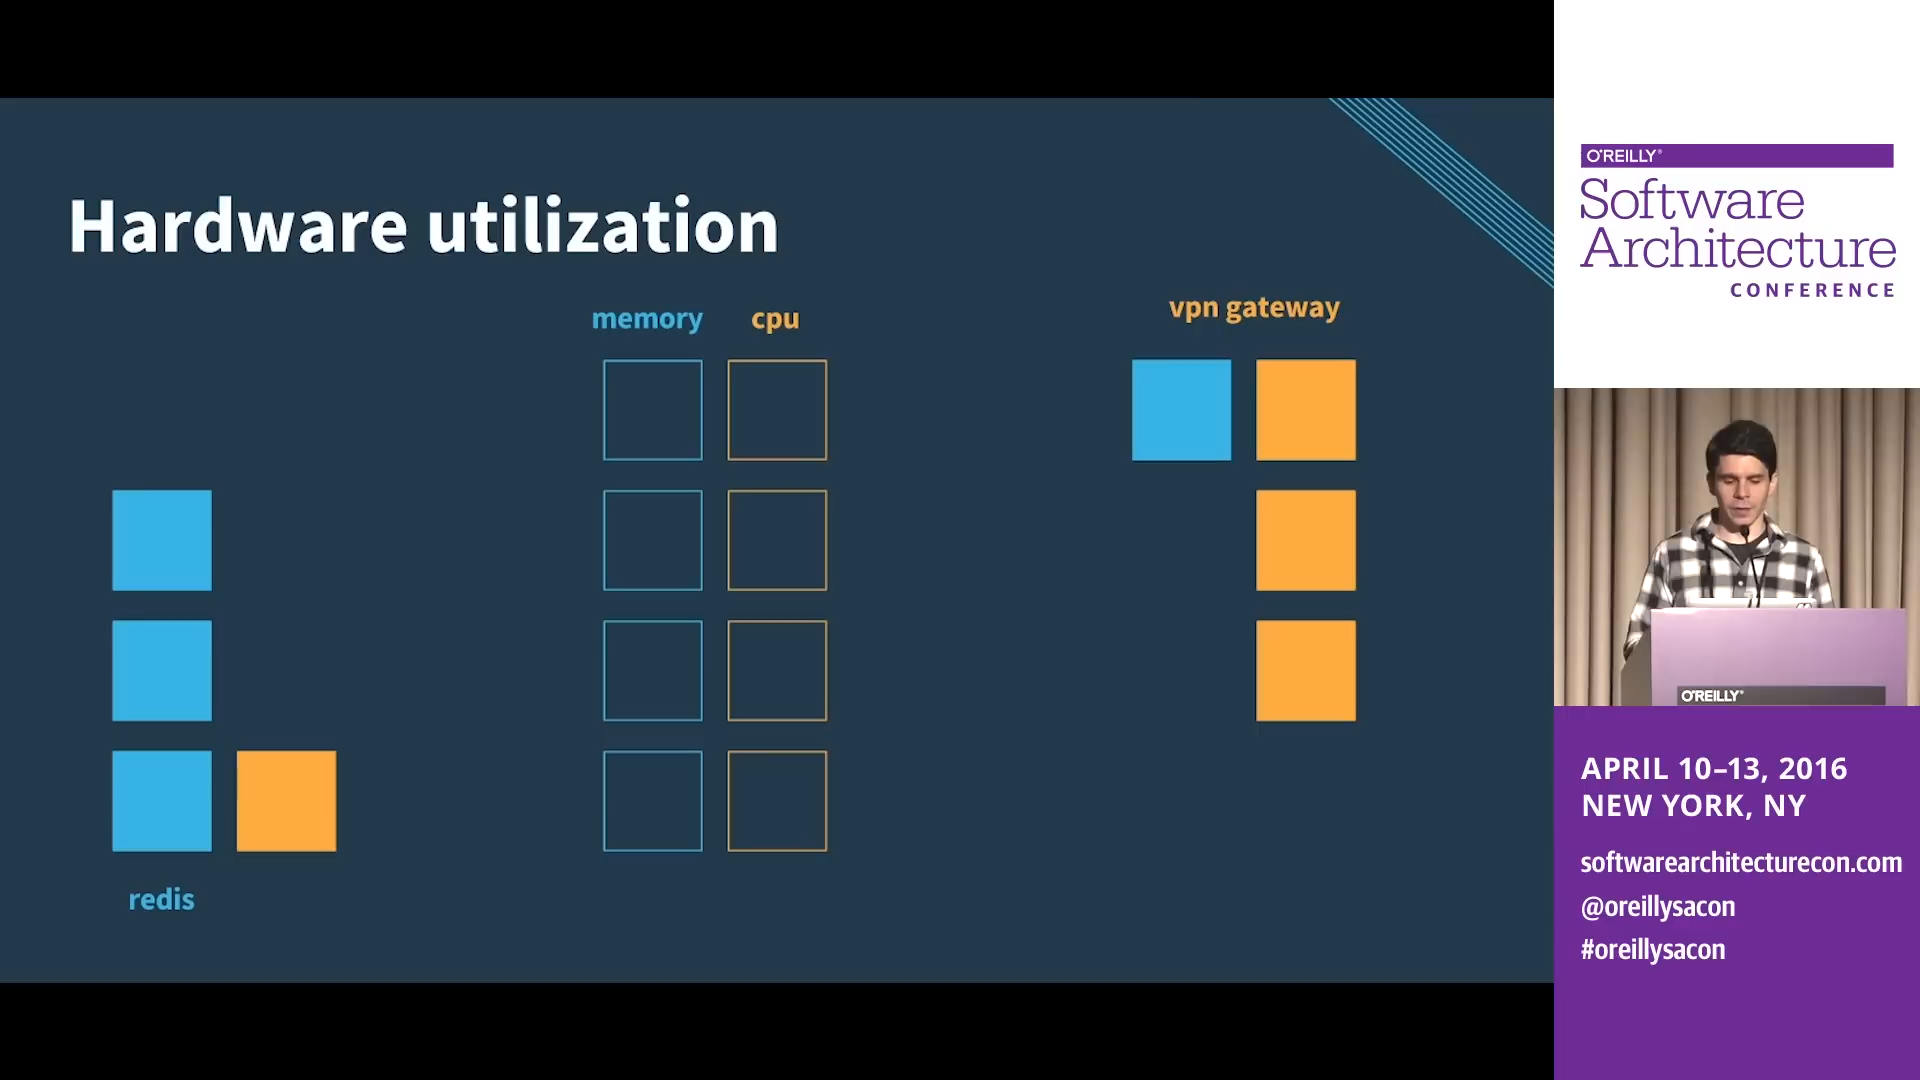 Hardware utilization
memory cpu
vpn gateway
redis
O'REILLY®
Software
Architecture
CONFERENCE
O'REILLY®
APRIL 10–13, 2016
NEW YORK, NY
softwarearchitecturecon.com
@oreillysacon
#oreillysacon